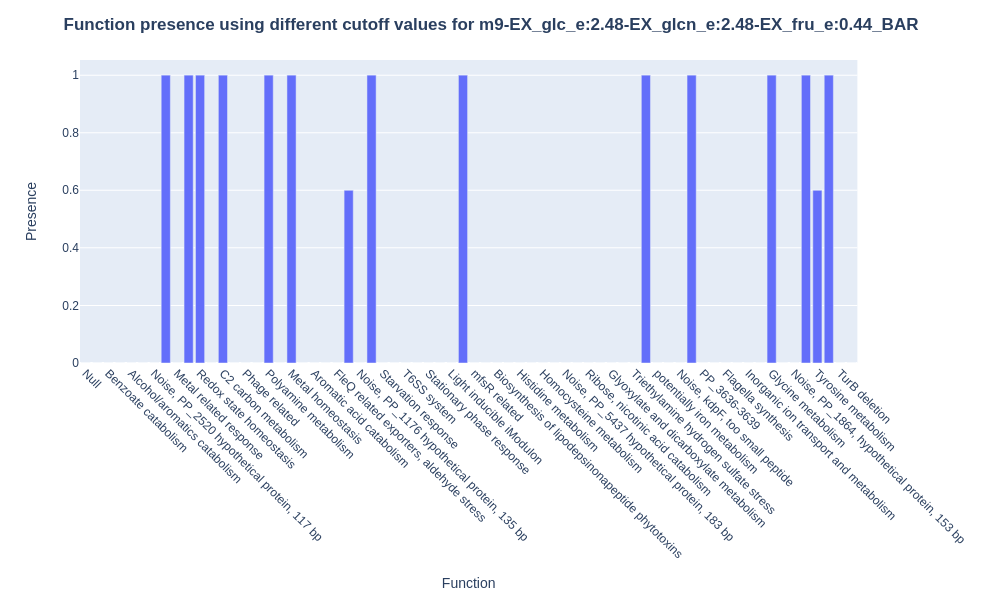 Function presence using different cutoff values for m9-EX_glc_e:2.48-EX_glcn_e:2.48-EX_fru_e:0.44_BAR
Presence
1
0.8
0.6
0.4
0.2
0
Null
Benzoate catabolism
Alcohol/aromatics catabolism
Noise, PP_2520 hypothetical protein, 117 bp
Metal related response
Redox state homeostasis
C2 carbon metabolism
Phage related
Polyamine metabolism
Metal homeostasis
Aromatic acid catabolism
FleQ related exporters, aldehyde stress
Noise, PP_1176 hypothetical protein, 135 bp
Starvation response
T6SS system
Stationary phase response
Light inducible iModulon
mfsR related
Biosynthesis of lipodepsinonapeptide phytotoxins
Histidine metabolism
Homocysteine metabolism
Noise, PP_5437 hypothetical protein, 183 bp
Ribose, nicotinic acid catabolism
Glyoxylate and dicarboxylate metabolism
Triethylamine hydrogen sulfate stress
potentially iron metabolism
Noise, kdpF, too small peptide
PP_3636-3639
Flagella synthesis
Inorganic ion transport and metabolism
Glycine metabolism
Noise, PP_1864, hypothetical protein, 153 bp
Tyrosine metabolism
TurB deletion
Function